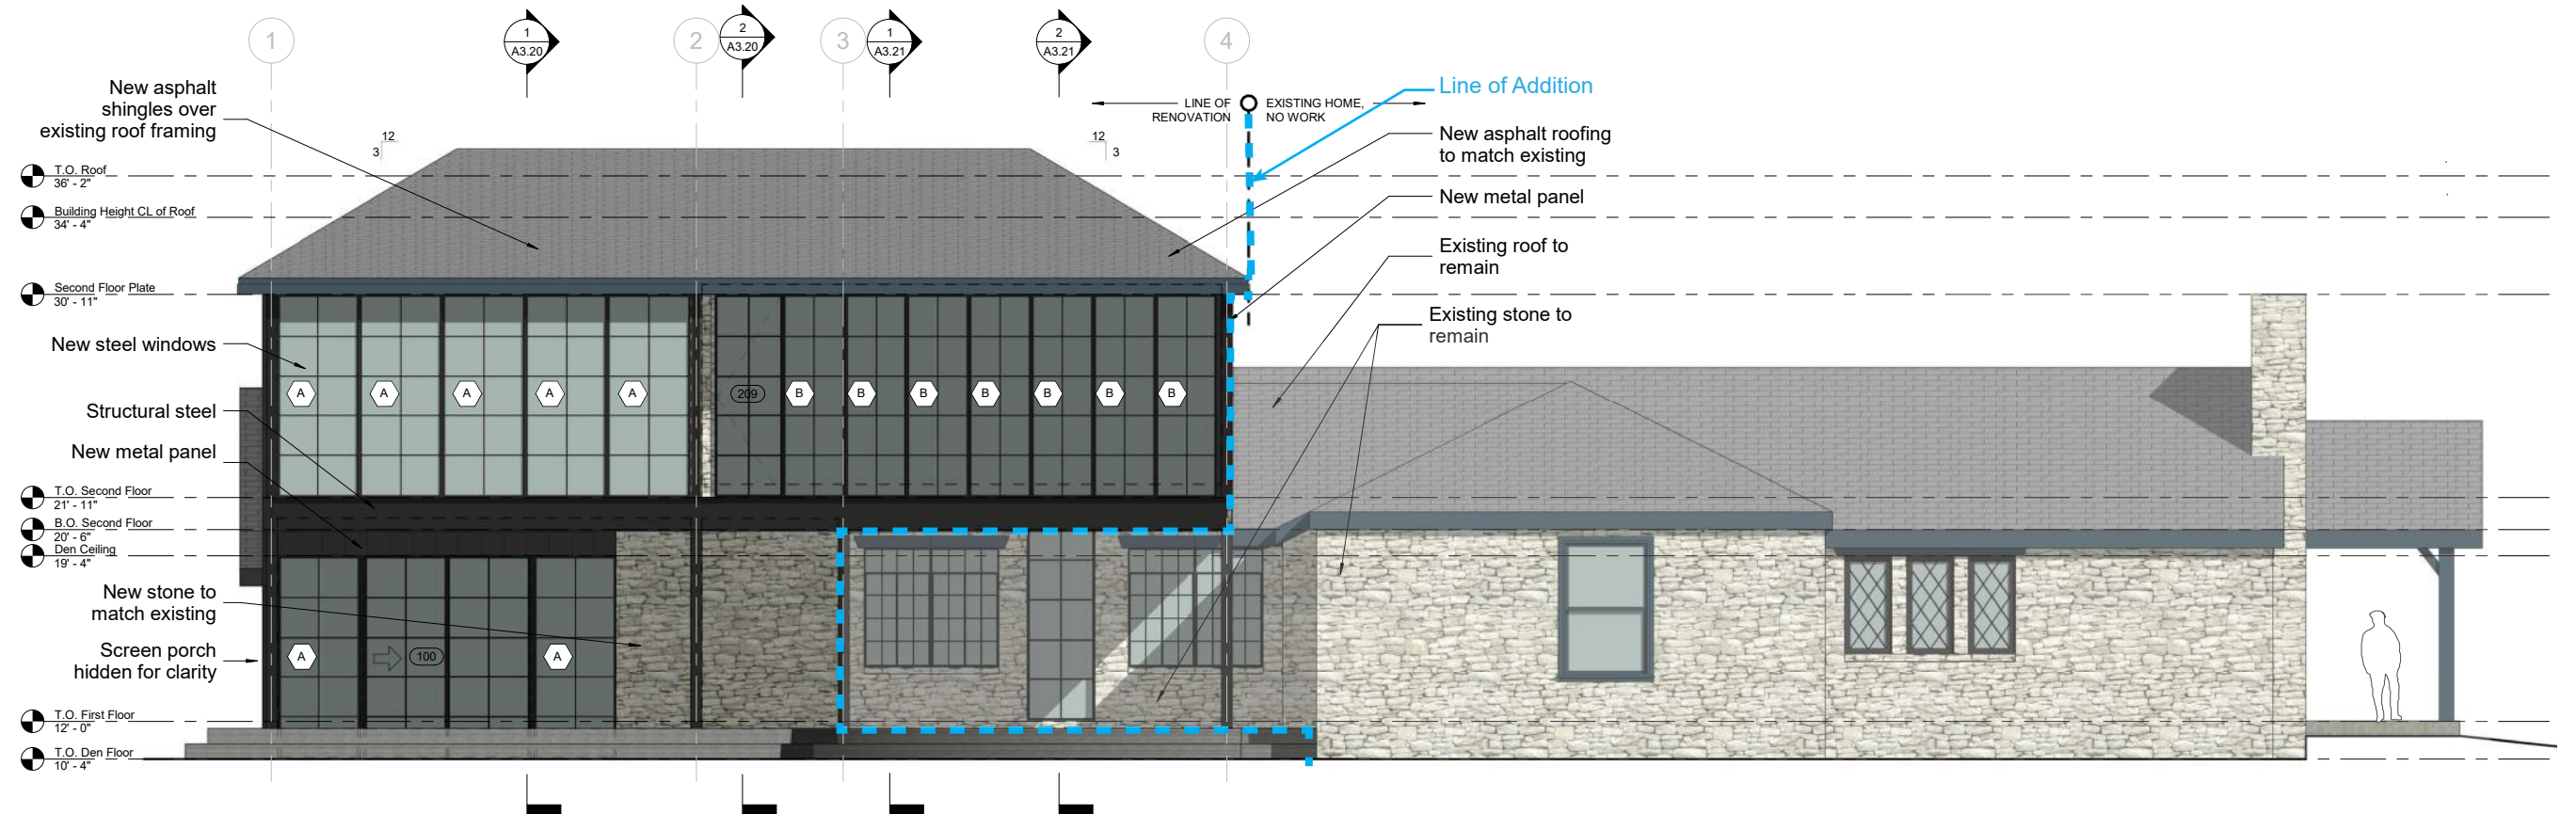 1
1
A3.20
2
2
A3.20
3
1
A3.21
2
A3.21
4
New asphalt
shingles over
existing roof framing
LINE OF
RENOVATION
EXISTING HOME,
NO WORK
Line of Addition
New asphalt roofing
to match existing
12
3
12
3
T.O. Roof
36' - 2"
New metal panel
Building Height CL of Roof
34' - 4"
Existing roof to
remain
Second Floor Plate
30' - 11"
Existing stone to
remain
New steel windows
A
A
A
A
A
209
B
B
B
B
B
B
B
Structural steel
New metal panel
T.O. Second Floor
21' - 11"
B.O. Second Floor
20' - 6"
Den Ceiling
19' - 4"
New stone to
match existing
Screen porch
hidden for clarity
A
100
A
T.O. First Floor
12' - 0"
T.O. Den Floor
10' - 4"